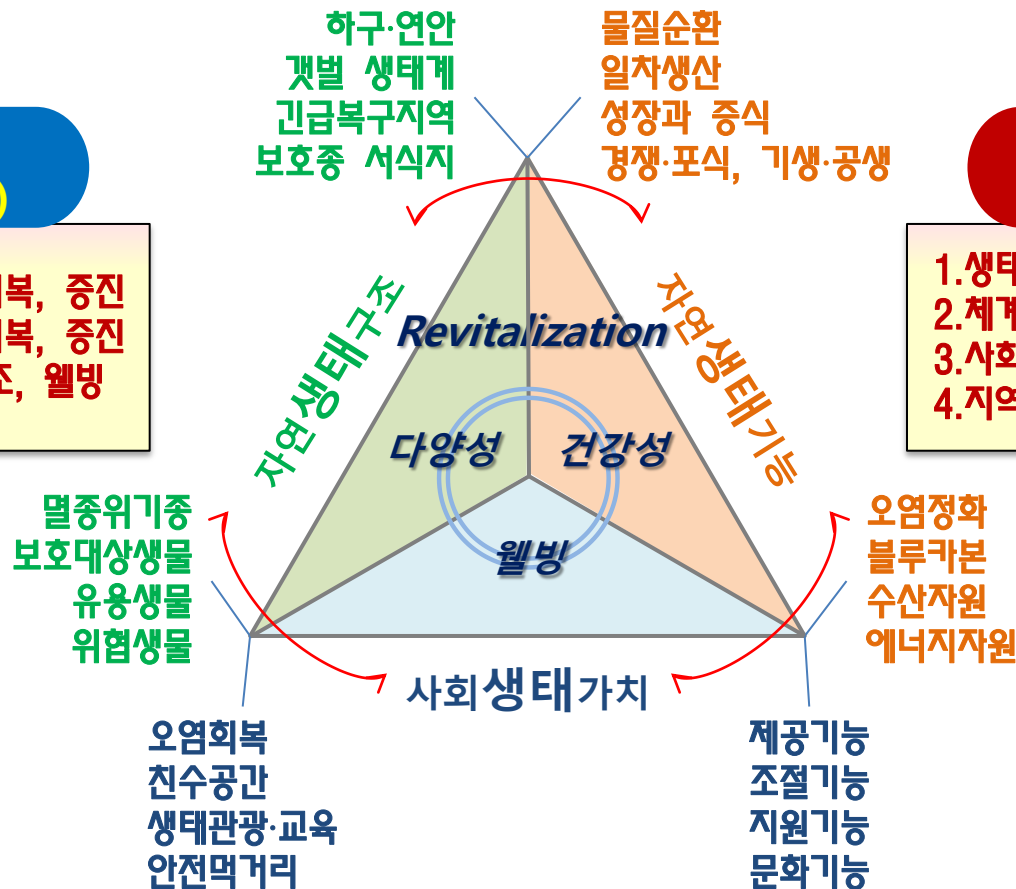 하구·연안
갯벌 생태계
긴급복구지역
보호종 서식지
물질순환
일차생산
성장과 증식
경쟁·포식, 기생·공생
복, 증진
복, 증진
웰빙
1.생태
2.체계
3.사회
4.지역
자연생태구조
자연생태기능
Revitalization
다양성
건강성
웰빙
멸종위기종
보호대상생물
유용생물
위협생물
오염정화
블루카본
수산자원
에너지자원
사회생태가치
오염회복
친수공간
생태관광·교육
안전먹거리
제공기능
조절기능
지원기능
문화기능